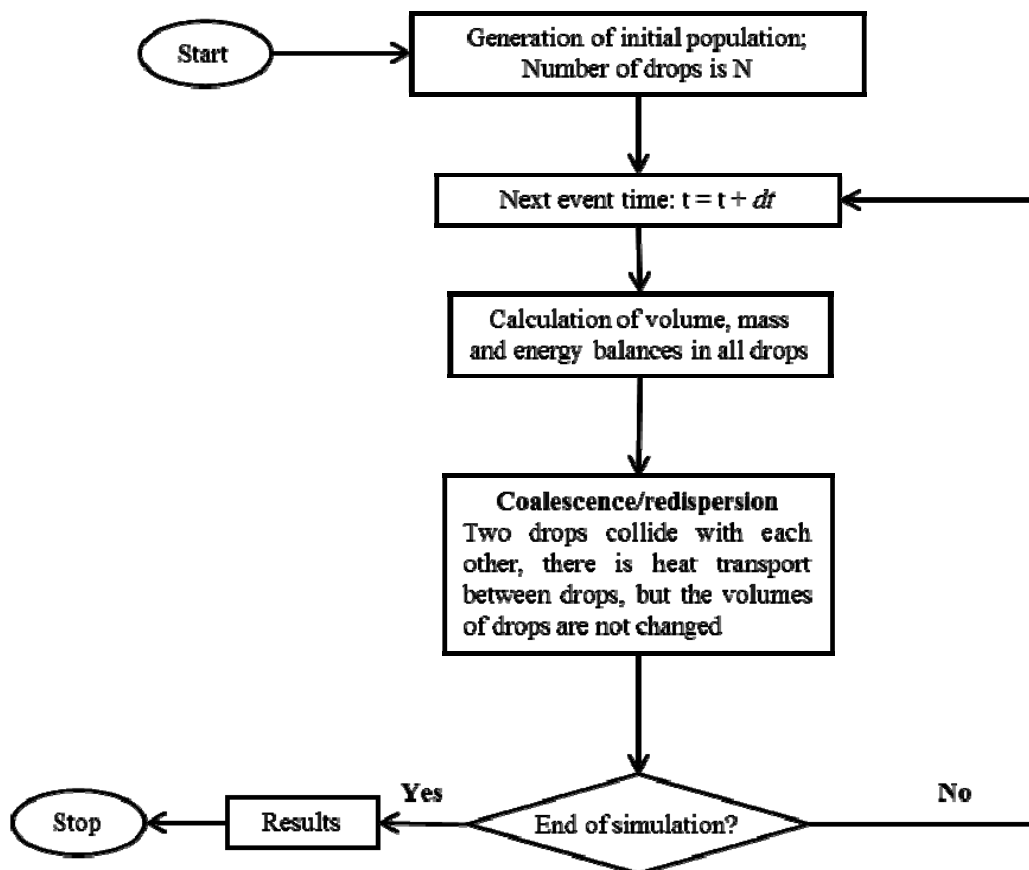 Start
Generation of initial population;
Number of drops is N
Next event time: t = t + dt
Calculation of volume, mass
and energy balances in all drops
Coalescence/redispersion
Two drops collide with each
other, there is heat transport
between drops, but the volumes
of drops are not changed
End of simulation?
Yes
No
Results
Stop